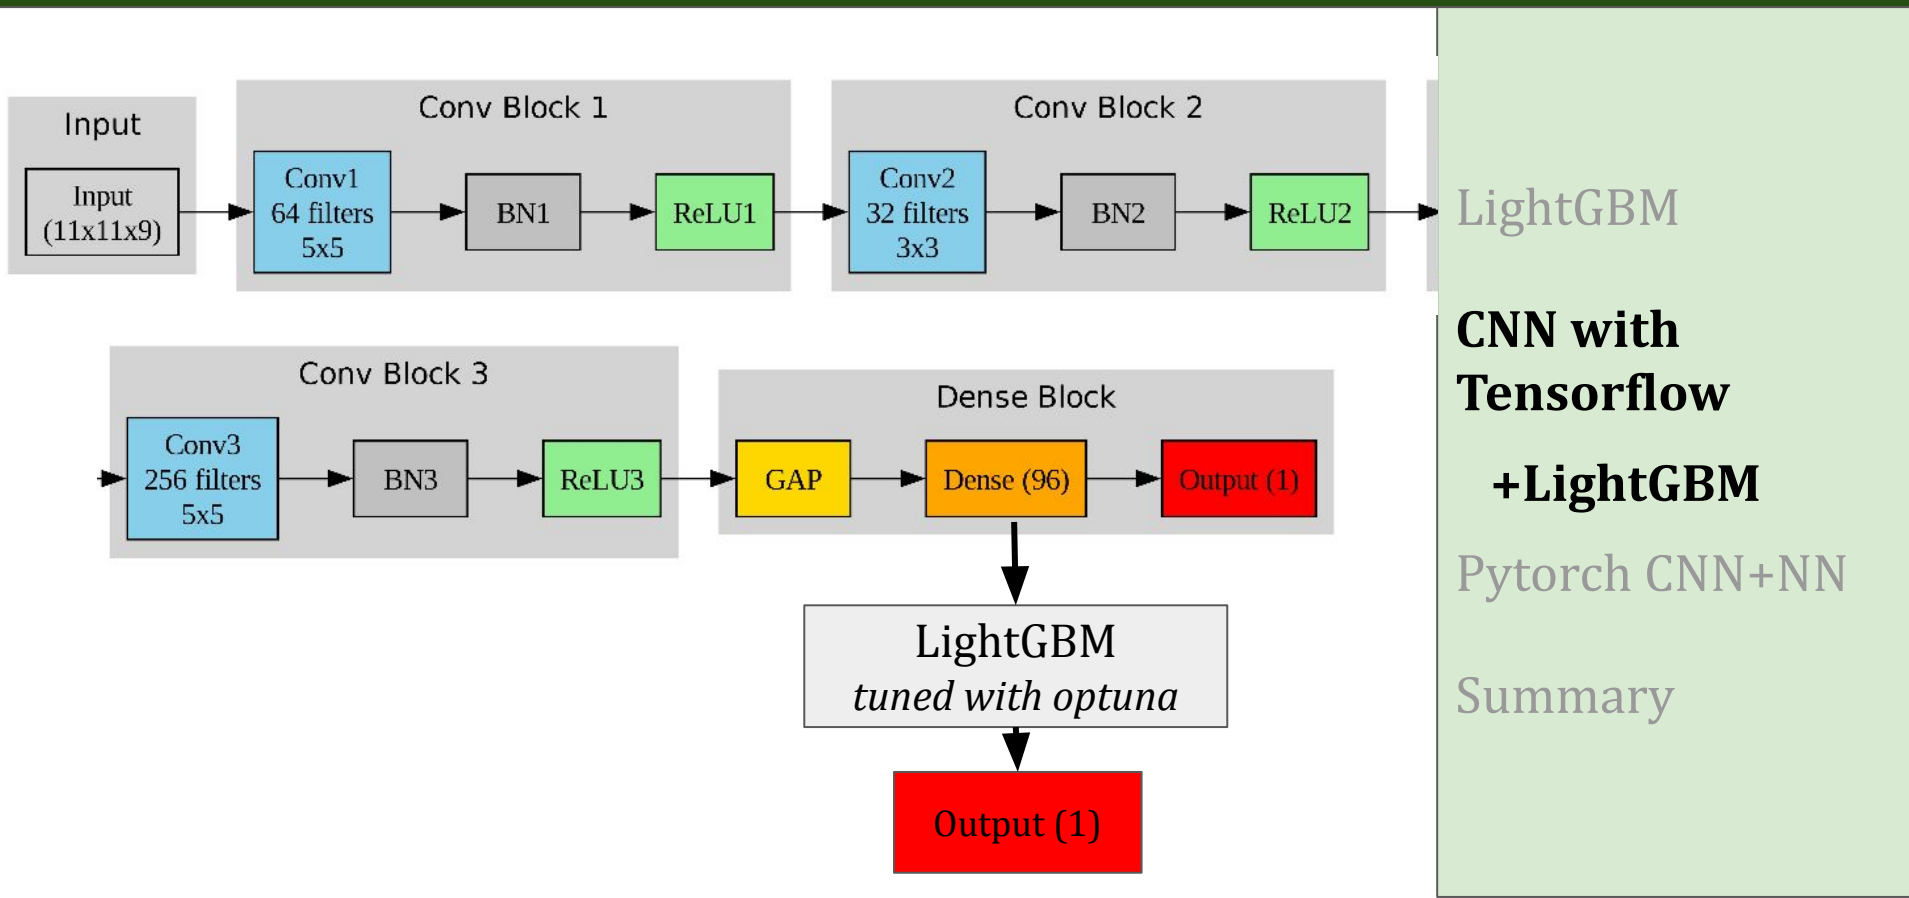 Input
Input
(11x11x9)
Conv Block 1
Conv1
64 filters
5x5
BN1
ReLU1
Conv Block 2
Conv2
32 filters
3x3
BN2
ReLU2
Conv Block 3
Conv3
256 filters
5x5
BN3
ReLU3
Dense Block
GAP
Dense (96)
Output (1)
LightGBM
tuned with optuna
Output (1)
LightGBM
CNN with
Tensorflow
+LightGBM
Pytorch CNN+NN
Summary